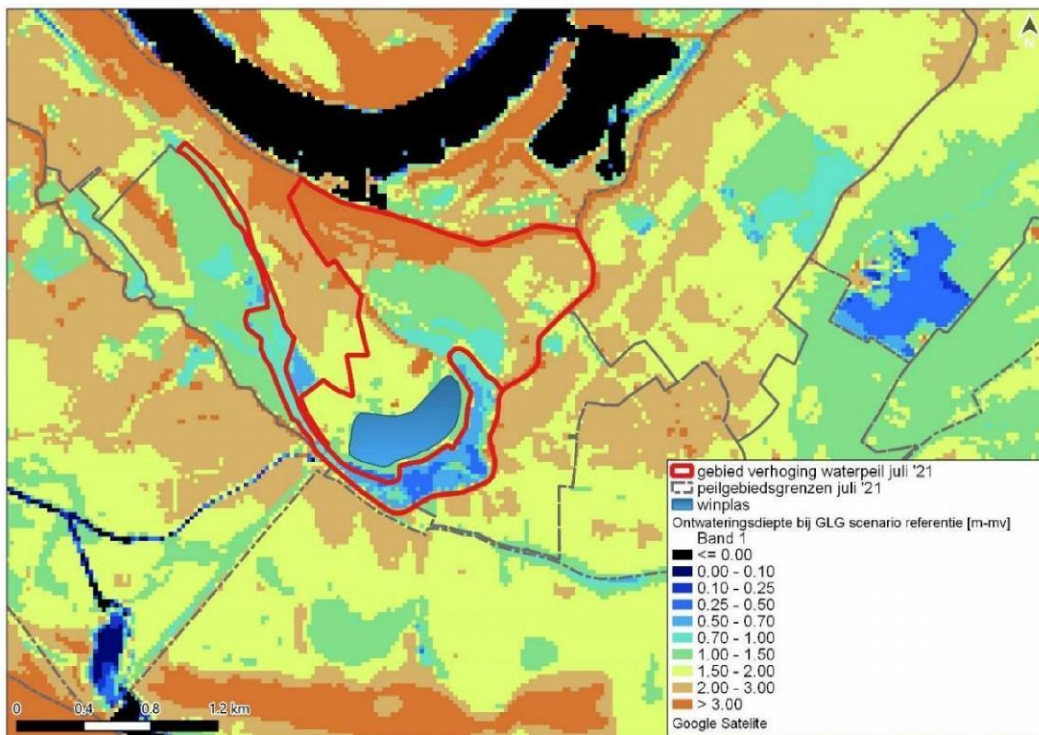 N
gebied verhoging waterpeil juli '21
peilgebiedsgrenzen juli '21
winplas
Ontwateringsdiepte bij GLG scenario referentie [m-mv]
Band 1
<= 0.00
0.00 - 0.10
0.10 - 0.25
0.25 - 0.50
0.50 - 0.70
0.70 - 1.00
1.00 - 1.50
1.50 - 2.00
2.00 - 3.00
> 3.00
Google Satelite
0 0.4 0.8 1.2 km